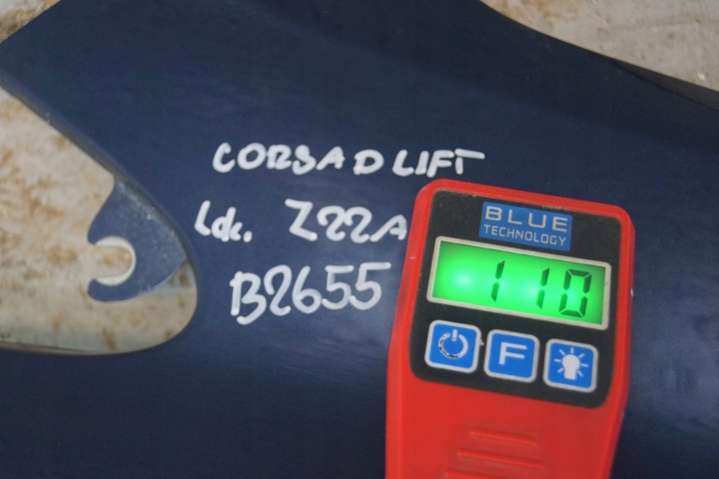 CORSA D LIFT
Lak. Z22A
B2655
BLUE
TECHNOLOGY
110
F